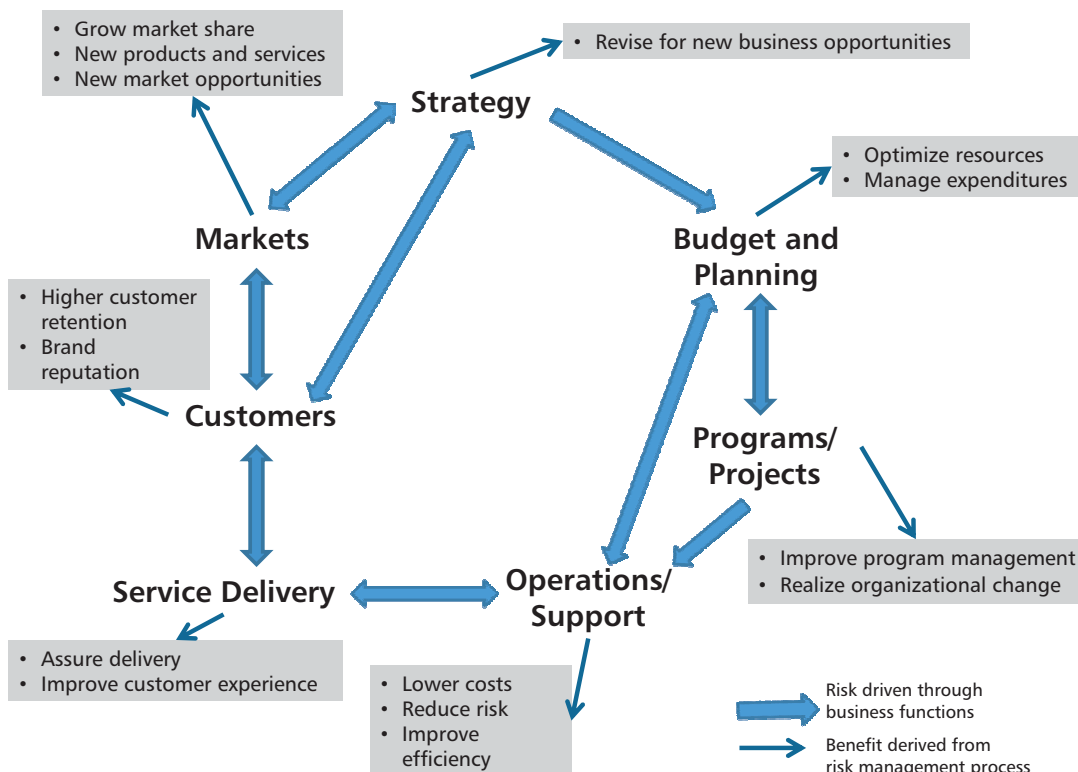 • Grow market share
• New products and services
• New market opportunities
• Revise for new business opportunities
Strategy
• Optimize resources
• Manage expenditures
Markets
Budget and
Planning
• Higher customer
retention
• Brand
reputation
Customers
Programs/
Projects
• Improve program management
• Realize organizational change
Service Delivery
Operations/
Support
• Assure delivery
• Improve customer experience
• Lower costs
• Reduce risk
• Improve
efficiency
Risk driven through
business functions
Benefit derived from
risk management process